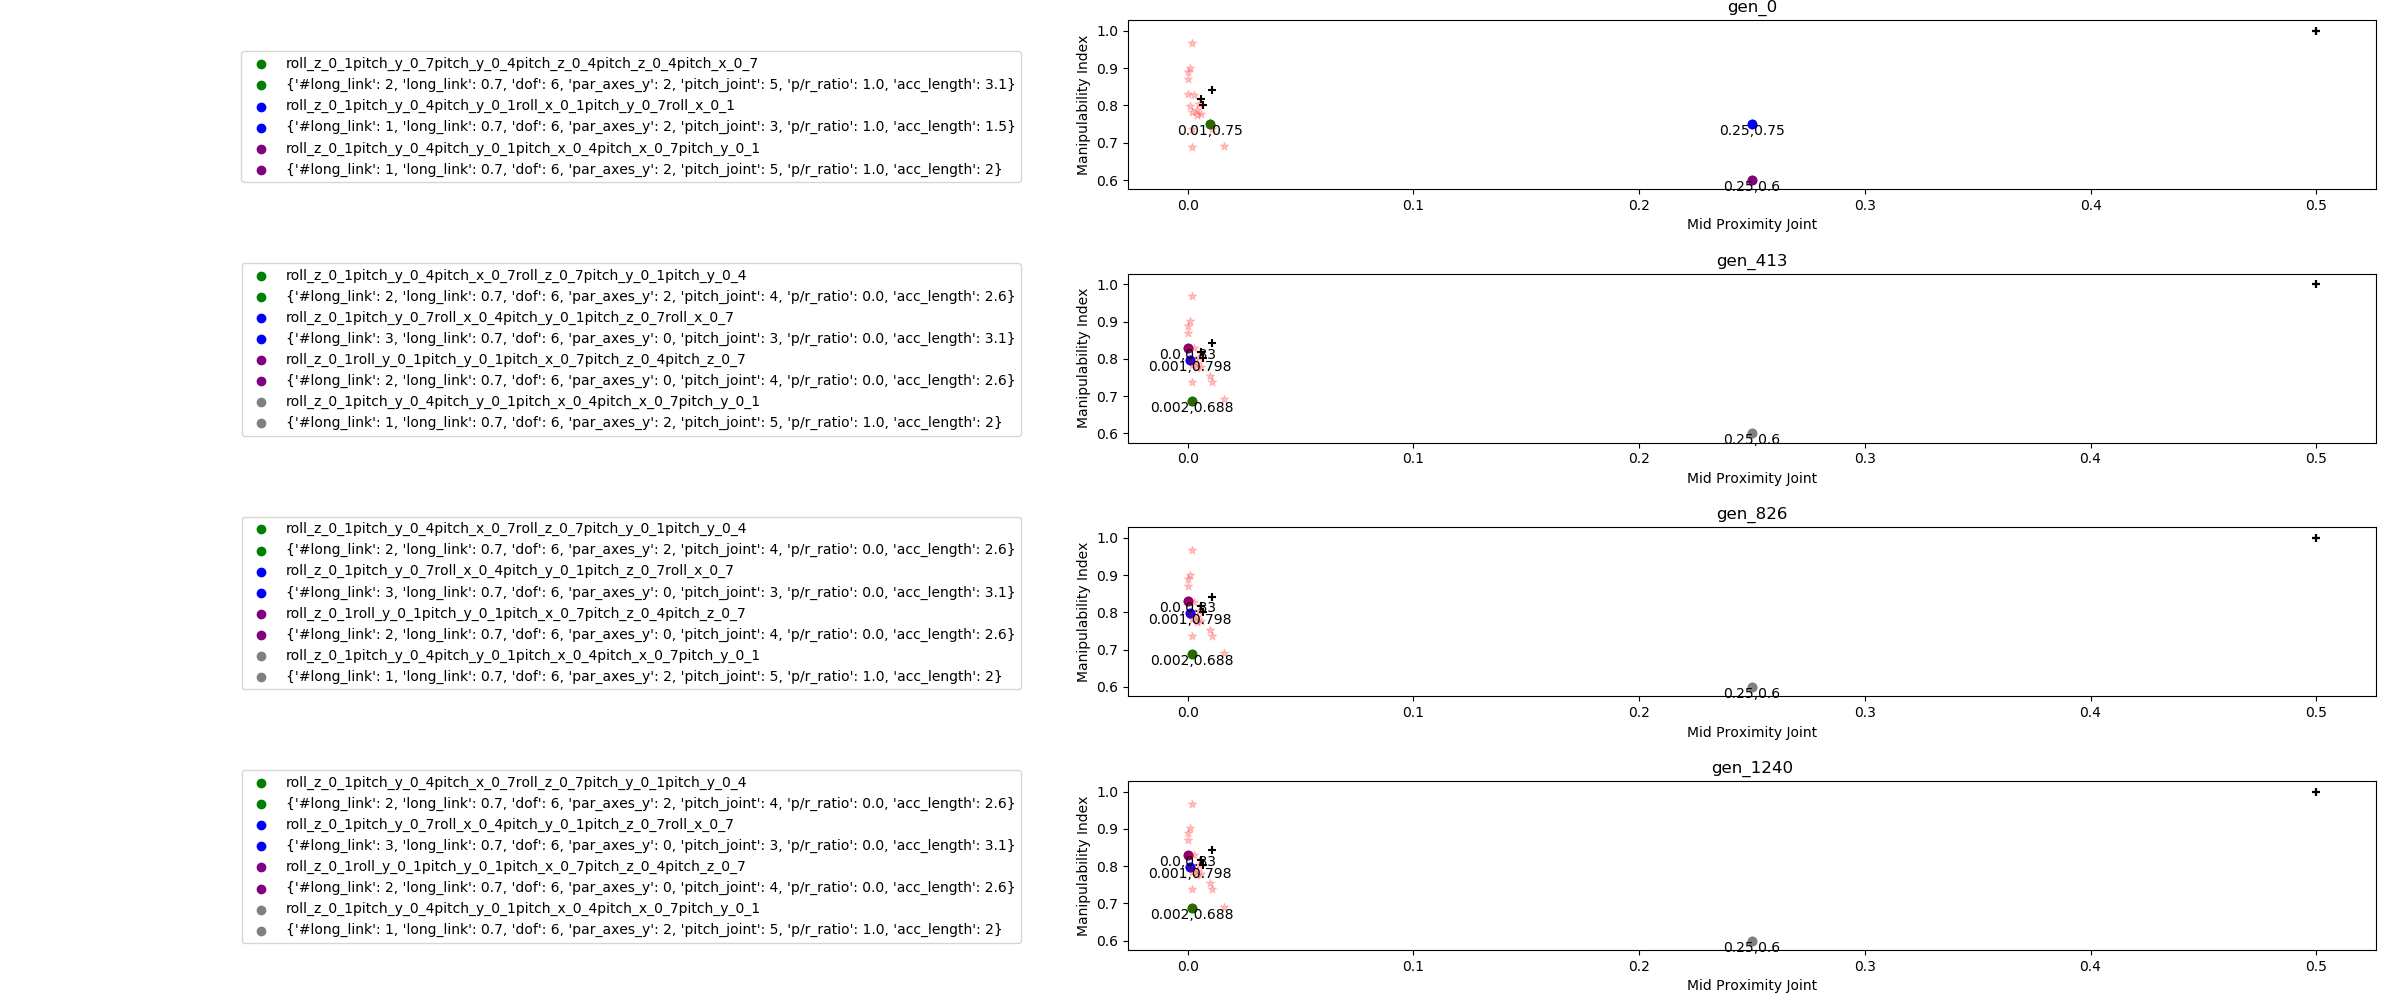 gen_0
roll_z_0_1pitch_y_0_7pitch_y_0_4pitch_z_0_4pitch_z_0_4pitch_x_0_7
{'#long_link': 2, 'long_link': 0.7, 'dof': 6, 'par_axes_y': 2, 'pitch_joint': 5, 'p/r_ratio': 1.0, 'acc_length': 3.1}
roll_z_0_1pitch_y_0_4pitch_y_0_1roll_x_0_1pitch_y_0_7roll_x_0_1
{'#long_link': 1, 'long_link': 0.7, 'dof': 6, 'par_axes_y': 2, 'pitch_joint': 3, 'p/r_ratio': 1.0, 'acc_length': 1.5}
roll_z_0_1pitch_y_0_4pitch_y_0_1pitch_x_0_4pitch_x_0_7pitch_y_0_1
{'#long_link': 1, 'long_link': 0.7, 'dof': 6, 'par_axes_y': 2, 'pitch_joint': 5, 'p/r_ratio': 1.0, 'acc_length': 2}
Manipulability Index
1.0
0.9
0.8
0.7
0.6
0.01,0.75
0.25,0.75
0.25,0.6
0.0 0.1 0.2 0.3 0.4 0.5
Mid Proximity Joint
gen_413
roll_z_0_1pitch_y_0_4pitch_x_0_7roll_z_0_7pitch_y_0_1pitch_y_0_4
{'#long_link': 2, 'long_link': 0.7, 'dof': 6, 'par_axes_y': 2, 'pitch_joint': 4, 'p/r_ratio': 0.0, 'acc_length': 2.6}
roll_z_0_1pitch_y_0_7roll_x_0_4pitch_y_0_1pitch_z_0_7roll_x_0_7
{'#long_link': 3, 'long_link': 0.7, 'dof': 6, 'par_axes_y': 0, 'pitch_joint': 3, 'p/r_ratio': 0.0, 'acc_length': 3.1}
roll_z_0_1roll_y_0_1pitch_y_0_1pitch_x_0_7pitch_z_0_4pitch_z_0_7
{'#long_link': 2, 'long_link': 0.7, 'dof': 6, 'par_axes_y': 0, 'pitch_joint': 4, 'p/r_ratio': 0.0, 'acc_length': 2.6}
roll_z_0_1pitch_y_0_4pitch_y_0_1pitch_x_0_4pitch_x_0_7pitch_y_0_1
{'#long_link': 1, 'long_link': 0.7, 'dof': 6, 'par_axes_y': 2, 'pitch_joint': 5, 'p/r_ratio': 1.0, 'acc_length': 2}
Manipulability Index
1.0
0.9
0.8
0.7
0.6
0.0,0.83
0.001,0.798
0.002,0.688
0.25,0.6
0.0 0.1 0.2 0.3 0.4 0.5
Mid Proximity Joint
gen_826
roll_z_0_1pitch_y_0_4pitch_x_0_7roll_z_0_7pitch_y_0_1pitch_y_0_4
{'#long_link': 2, 'long_link': 0.7, 'dof': 6, 'par_axes_y': 2, 'pitch_joint': 4, 'p/r_ratio': 0.0, 'acc_length': 2.6}
roll_z_0_1pitch_y_0_7roll_x_0_4pitch_y_0_1pitch_z_0_7roll_x_0_7
{'#long_link': 3, 'long_link': 0.7, 'dof': 6, 'par_axes_y': 0, 'pitch_joint': 3, 'p/r_ratio': 0.0, 'acc_length': 3.1}
roll_z_0_1roll_y_0_1pitch_y_0_1pitch_x_0_7pitch_z_0_4pitch_z_0_7
{'#long_link': 2, 'long_link': 0.7, 'dof': 6, 'par_axes_y': 0, 'pitch_joint': 4, 'p/r_ratio': 0.0, 'acc_length': 2.6}
roll_z_0_1pitch_y_0_4pitch_y_0_1pitch_x_0_4pitch_x_0_7pitch_y_0_1
{'#long_link': 1, 'long_link': 0.7, 'dof': 6, 'par_axes_y': 2, 'pitch_joint': 5, 'p/r_ratio': 1.0, 'acc_length': 2}
Manipulability Index
1.0
0.9
0.8
0.7
0.6
0.0,0.83
0.001,0.798
0.002,0.688
0.25,0.6
0.0 0.1 0.2 0.3 0.4 0.5
Mid Proximity Joint
gen_1240
roll_z_0_1pitch_y_0_4pitch_x_0_7roll_z_0_7pitch_y_0_1pitch_y_0_4
{'#long_link': 2, 'long_link': 0.7, 'dof': 6, 'par_axes_y': 2, 'pitch_joint': 4, 'p/r_ratio': 0.0, 'acc_length': 2.6}
roll_z_0_1pitch_y_0_7roll_x_0_4pitch_y_0_1pitch_z_0_7roll_x_0_7
{'#long_link': 3, 'long_link': 0.7, 'dof': 6, 'par_axes_y': 0, 'pitch_joint': 3, 'p/r_ratio': 0.0, 'acc_length': 3.1}
roll_z_0_1roll_y_0_1pitch_y_0_1pitch_x_0_7pitch_z_0_4pitch_z_0_7
{'#long_link': 2, 'long_link': 0.7, 'dof': 6, 'par_axes_y': 0, 'pitch_joint': 4, 'p/r_ratio': 0.0, 'acc_length': 2.6}
roll_z_0_1pitch_y_0_4pitch_y_0_1pitch_x_0_4pitch_x_0_7pitch_y_0_1
{'#long_link': 1, 'long_link': 0.7, 'dof': 6, 'par_axes_y': 2, 'pitch_joint': 5, 'p/r_ratio': 1.0, 'acc_length': 2}
Manipulability Index
1.0
0.9
0.8
0.7
0.6
0.0,0.83
0.001,0.798
0.002,0.688
0.25,0.6
0.0 0.1 0.2 0.3 0.4 0.5
Mid Proximity Joint